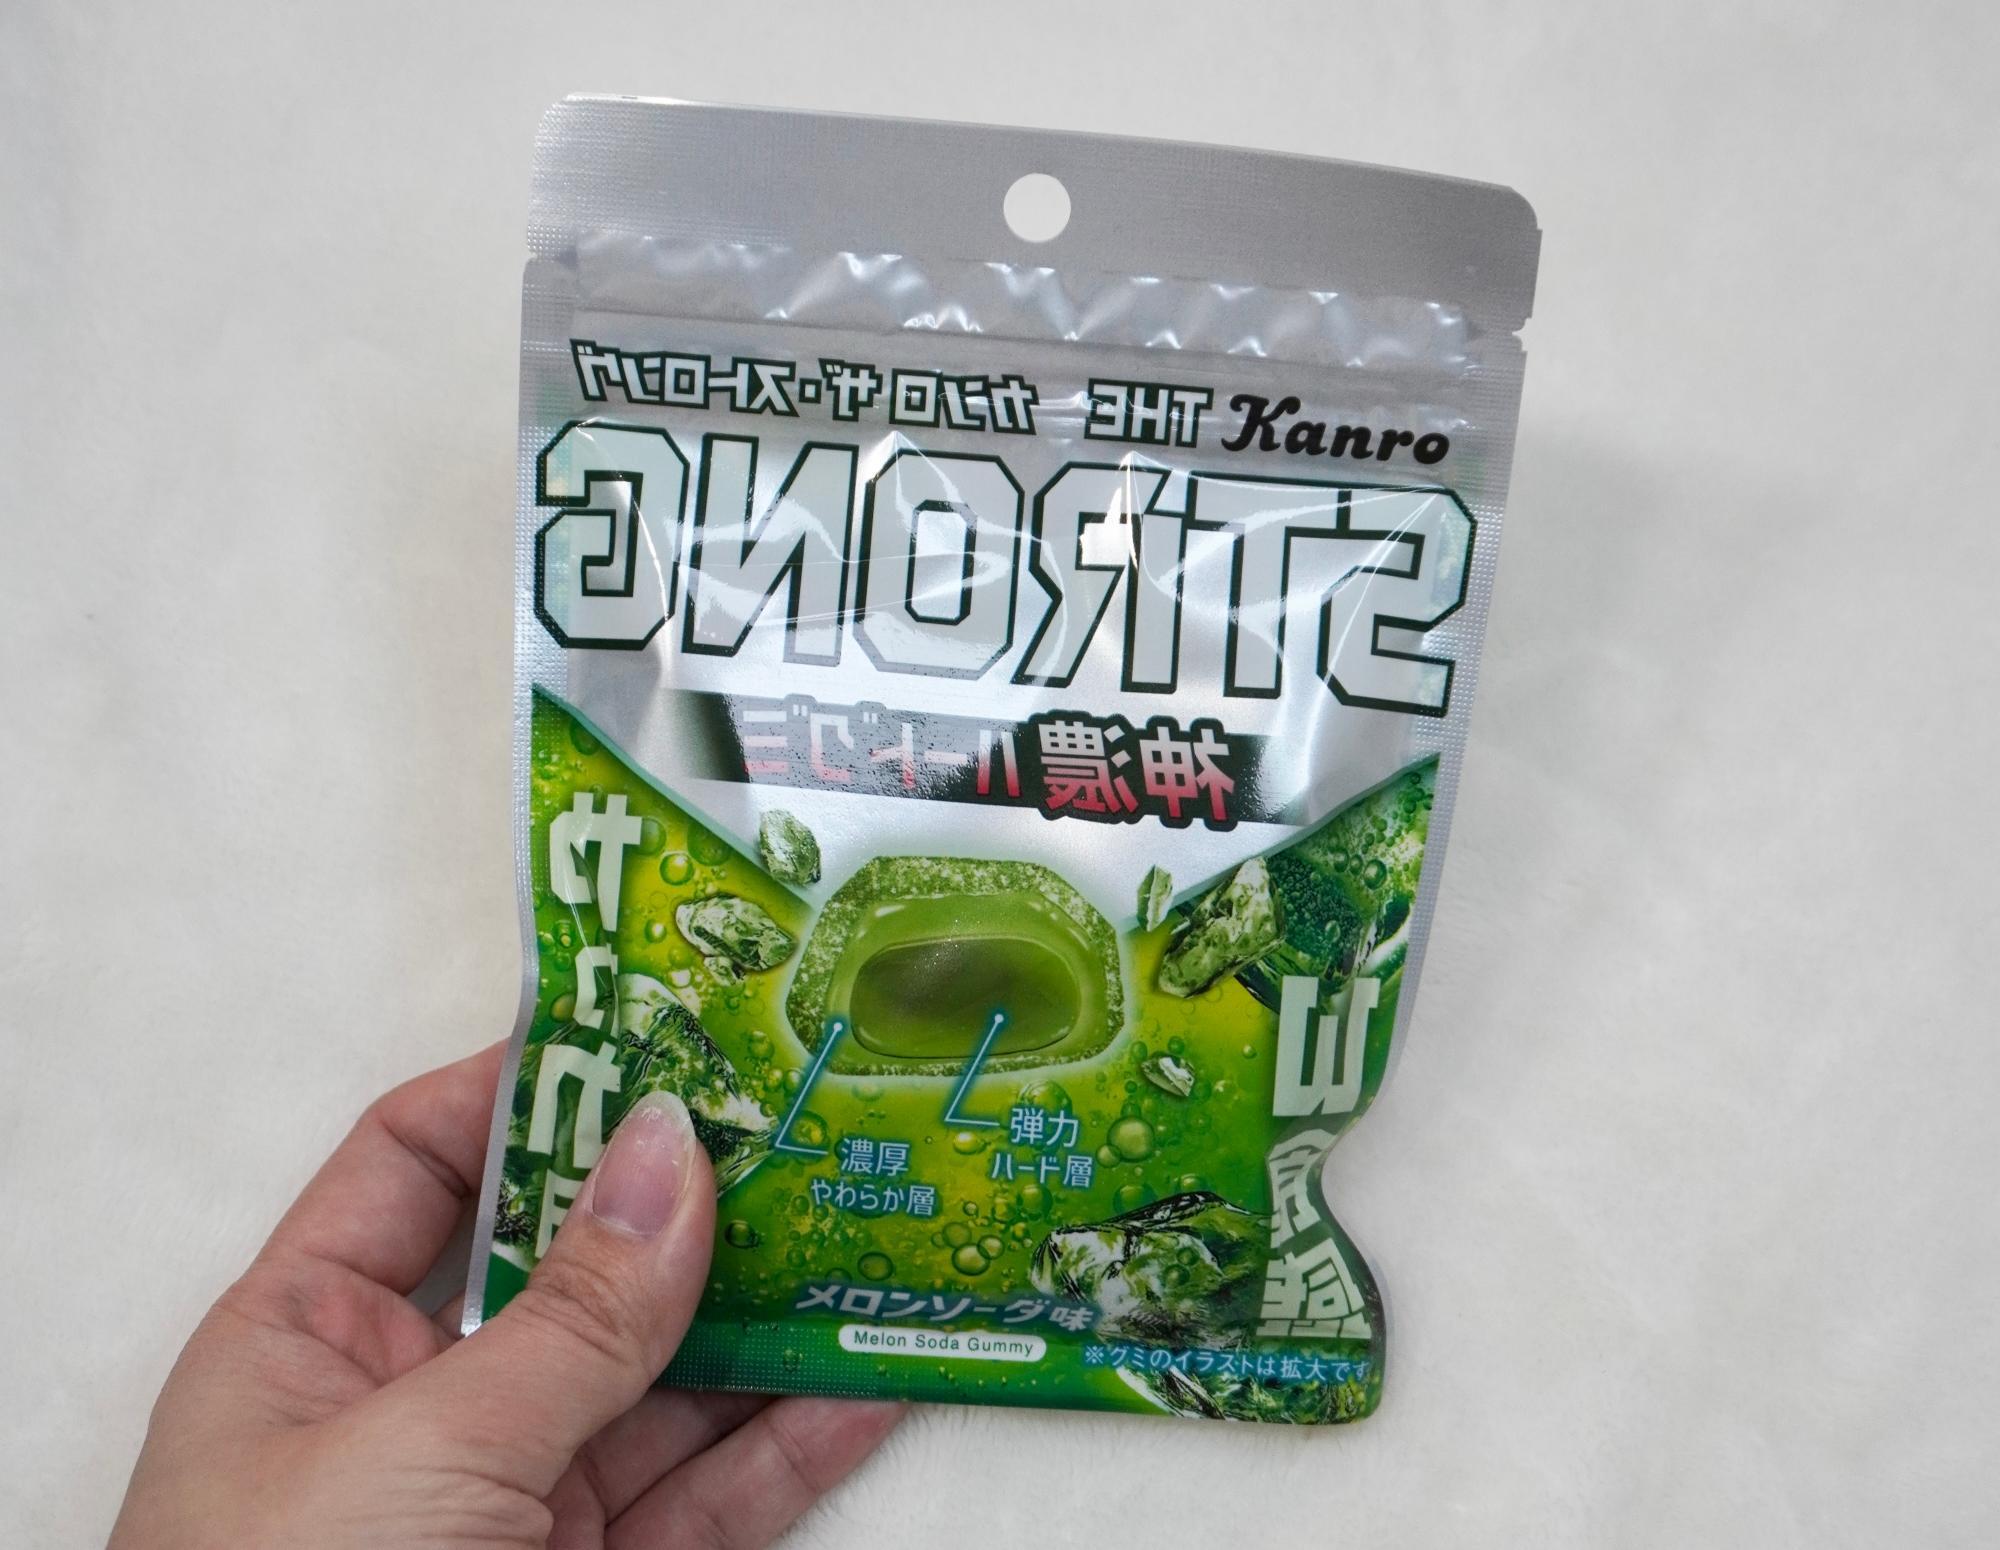 Kanro THE カンロ ザ・ストロング
STRONG
神濃ハードグミ
弾力
ハード層
濃厚
やわらか層
メロンソーダ味
Melon Soda Gummy
※グミのイラストは拡大です